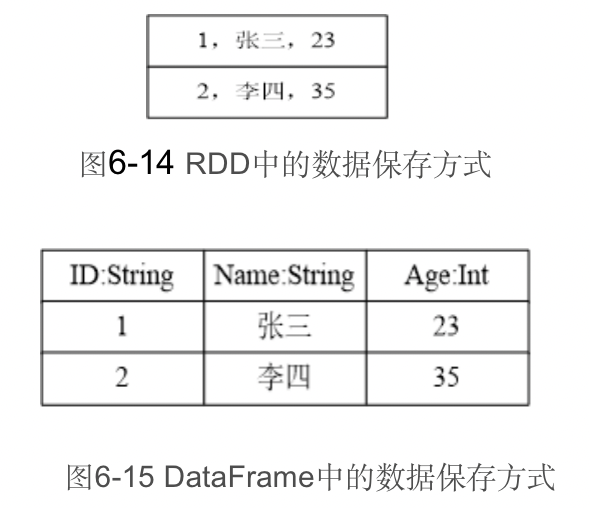 1，张三，23
2，李四，35
图6-14 RDD中的数据保存方式
ID:String Name:String Age:Int
1 张三 23
2 李四 35
图6-15 DataFrame中的数据保存方式